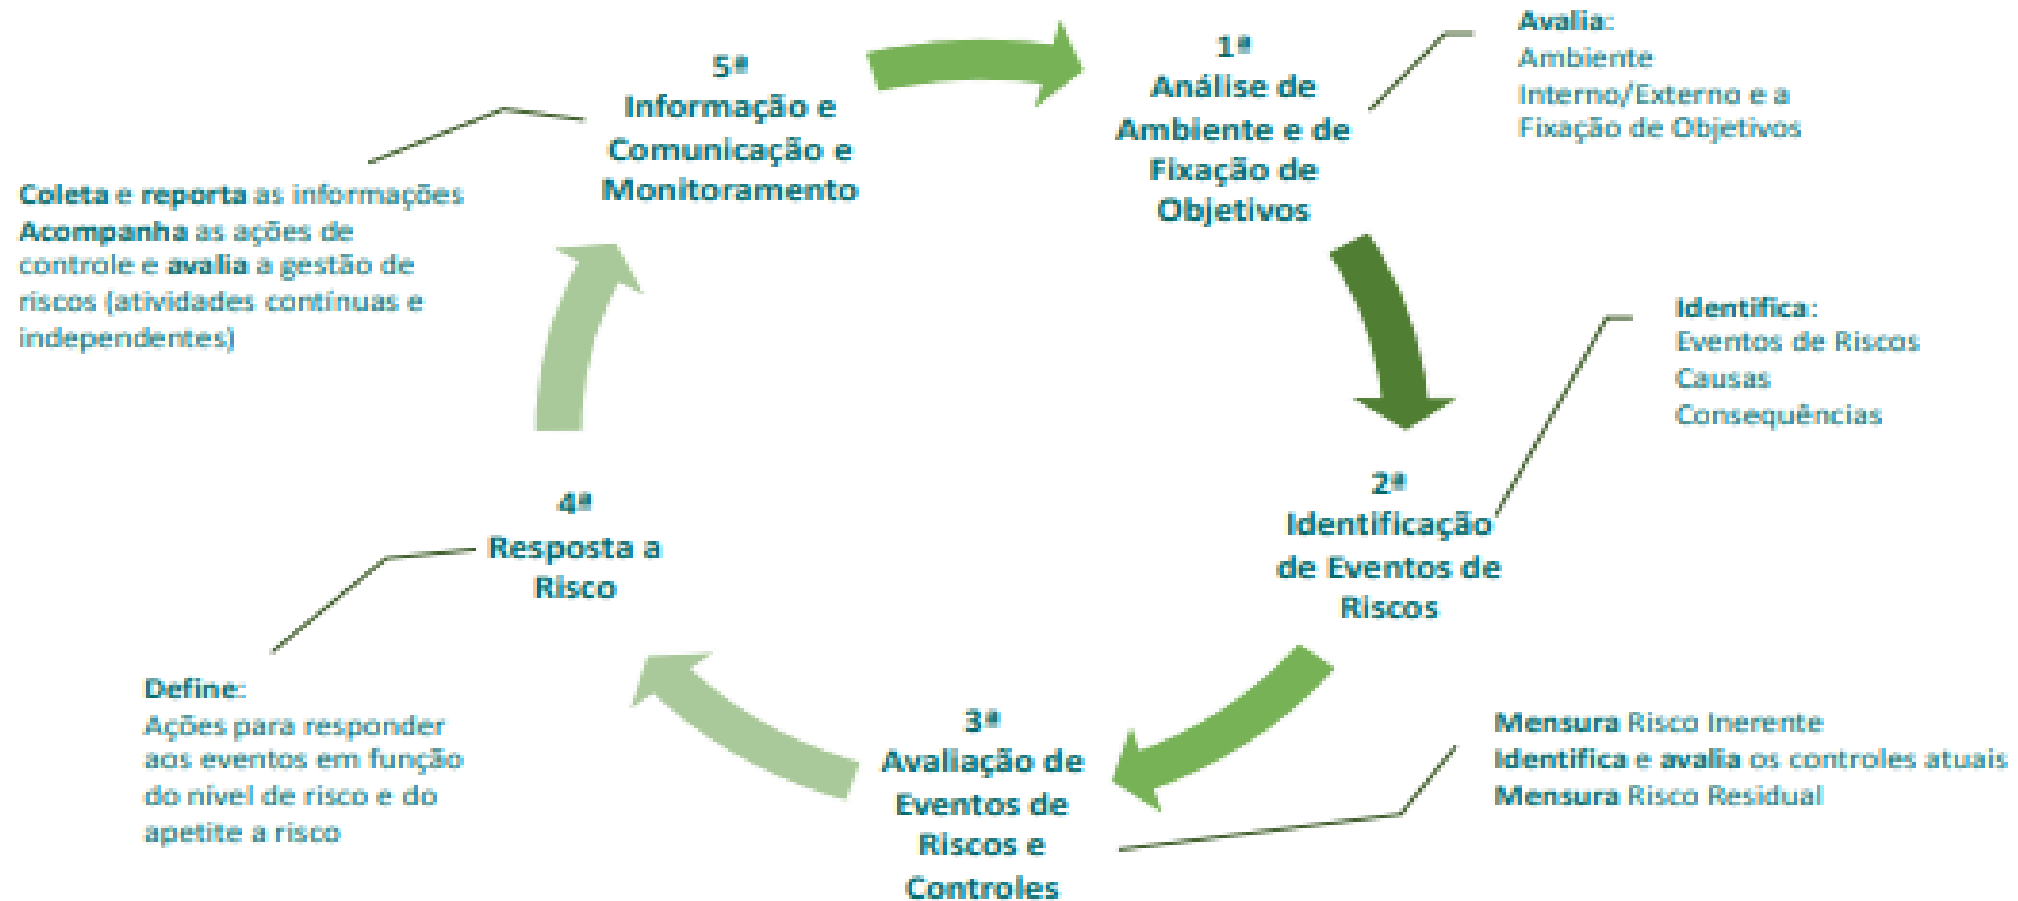 1ª
Análise de
Ambiente e de
Fixação de
Objetivos
Avalia:
Ambiente
Interno/Externo e a
Fixação de Objetivos
2ª
Identificação
de Eventos de
Riscos
Identifica:
Eventos de Riscos
Causas
Consequências
3ª
Avaliação de
Eventos de
Riscos e
Controles
Mensura Risco Inerente
Identifica e avalia os controles atuais
Mensura Risco Residual
4ª
Resposta a
Risco
Define:
Ações para responder
aos eventos em função
do nível de risco e do
apetite a risco
5ª
Informação e
Comunicação e
Monitoramento
Coleta e reporta as informações
Acompanha as ações de
controle e avalia a gestão de
riscos (atividades contínuas e
independentes)